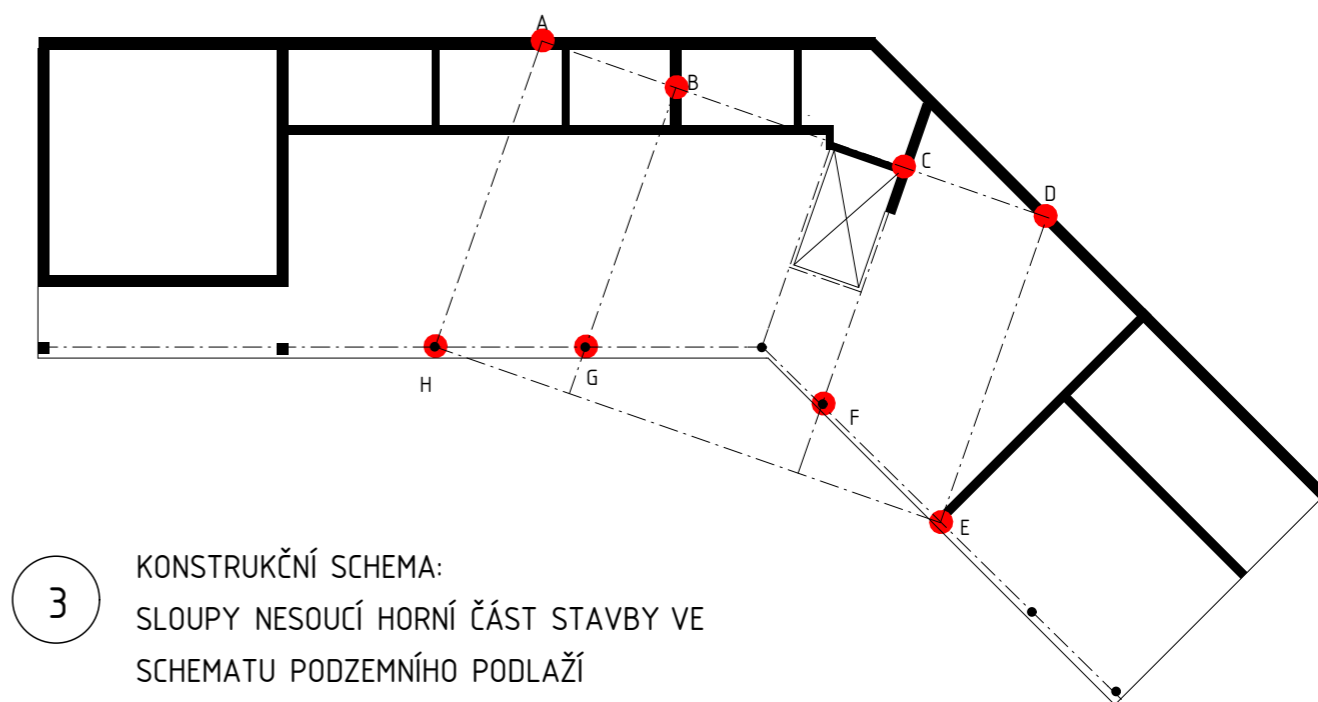 A
B
C
D
H
G
F
E
3
KONSTRUKČNÍ SCHEMA:
SLOUPY NESOUCÍ HORNÍ ČÁST STAVBY VE
SCHEMATU PODZEMNÍHO PODLAŽÍ